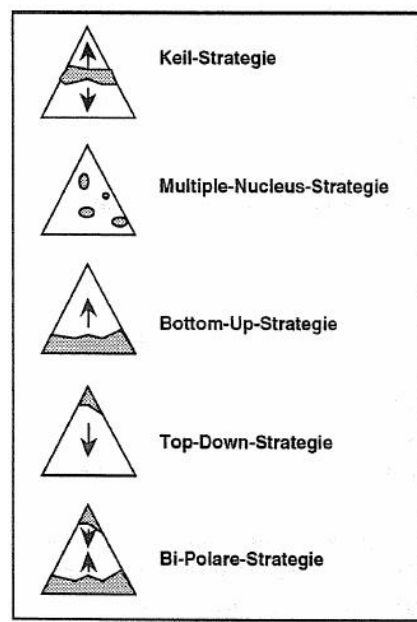 Keil-Strategie
Multiple-Nucleus-Strategie
Bottom-Up-Strategie
Top-Down-Strategie
Bi-Polare-Strategie